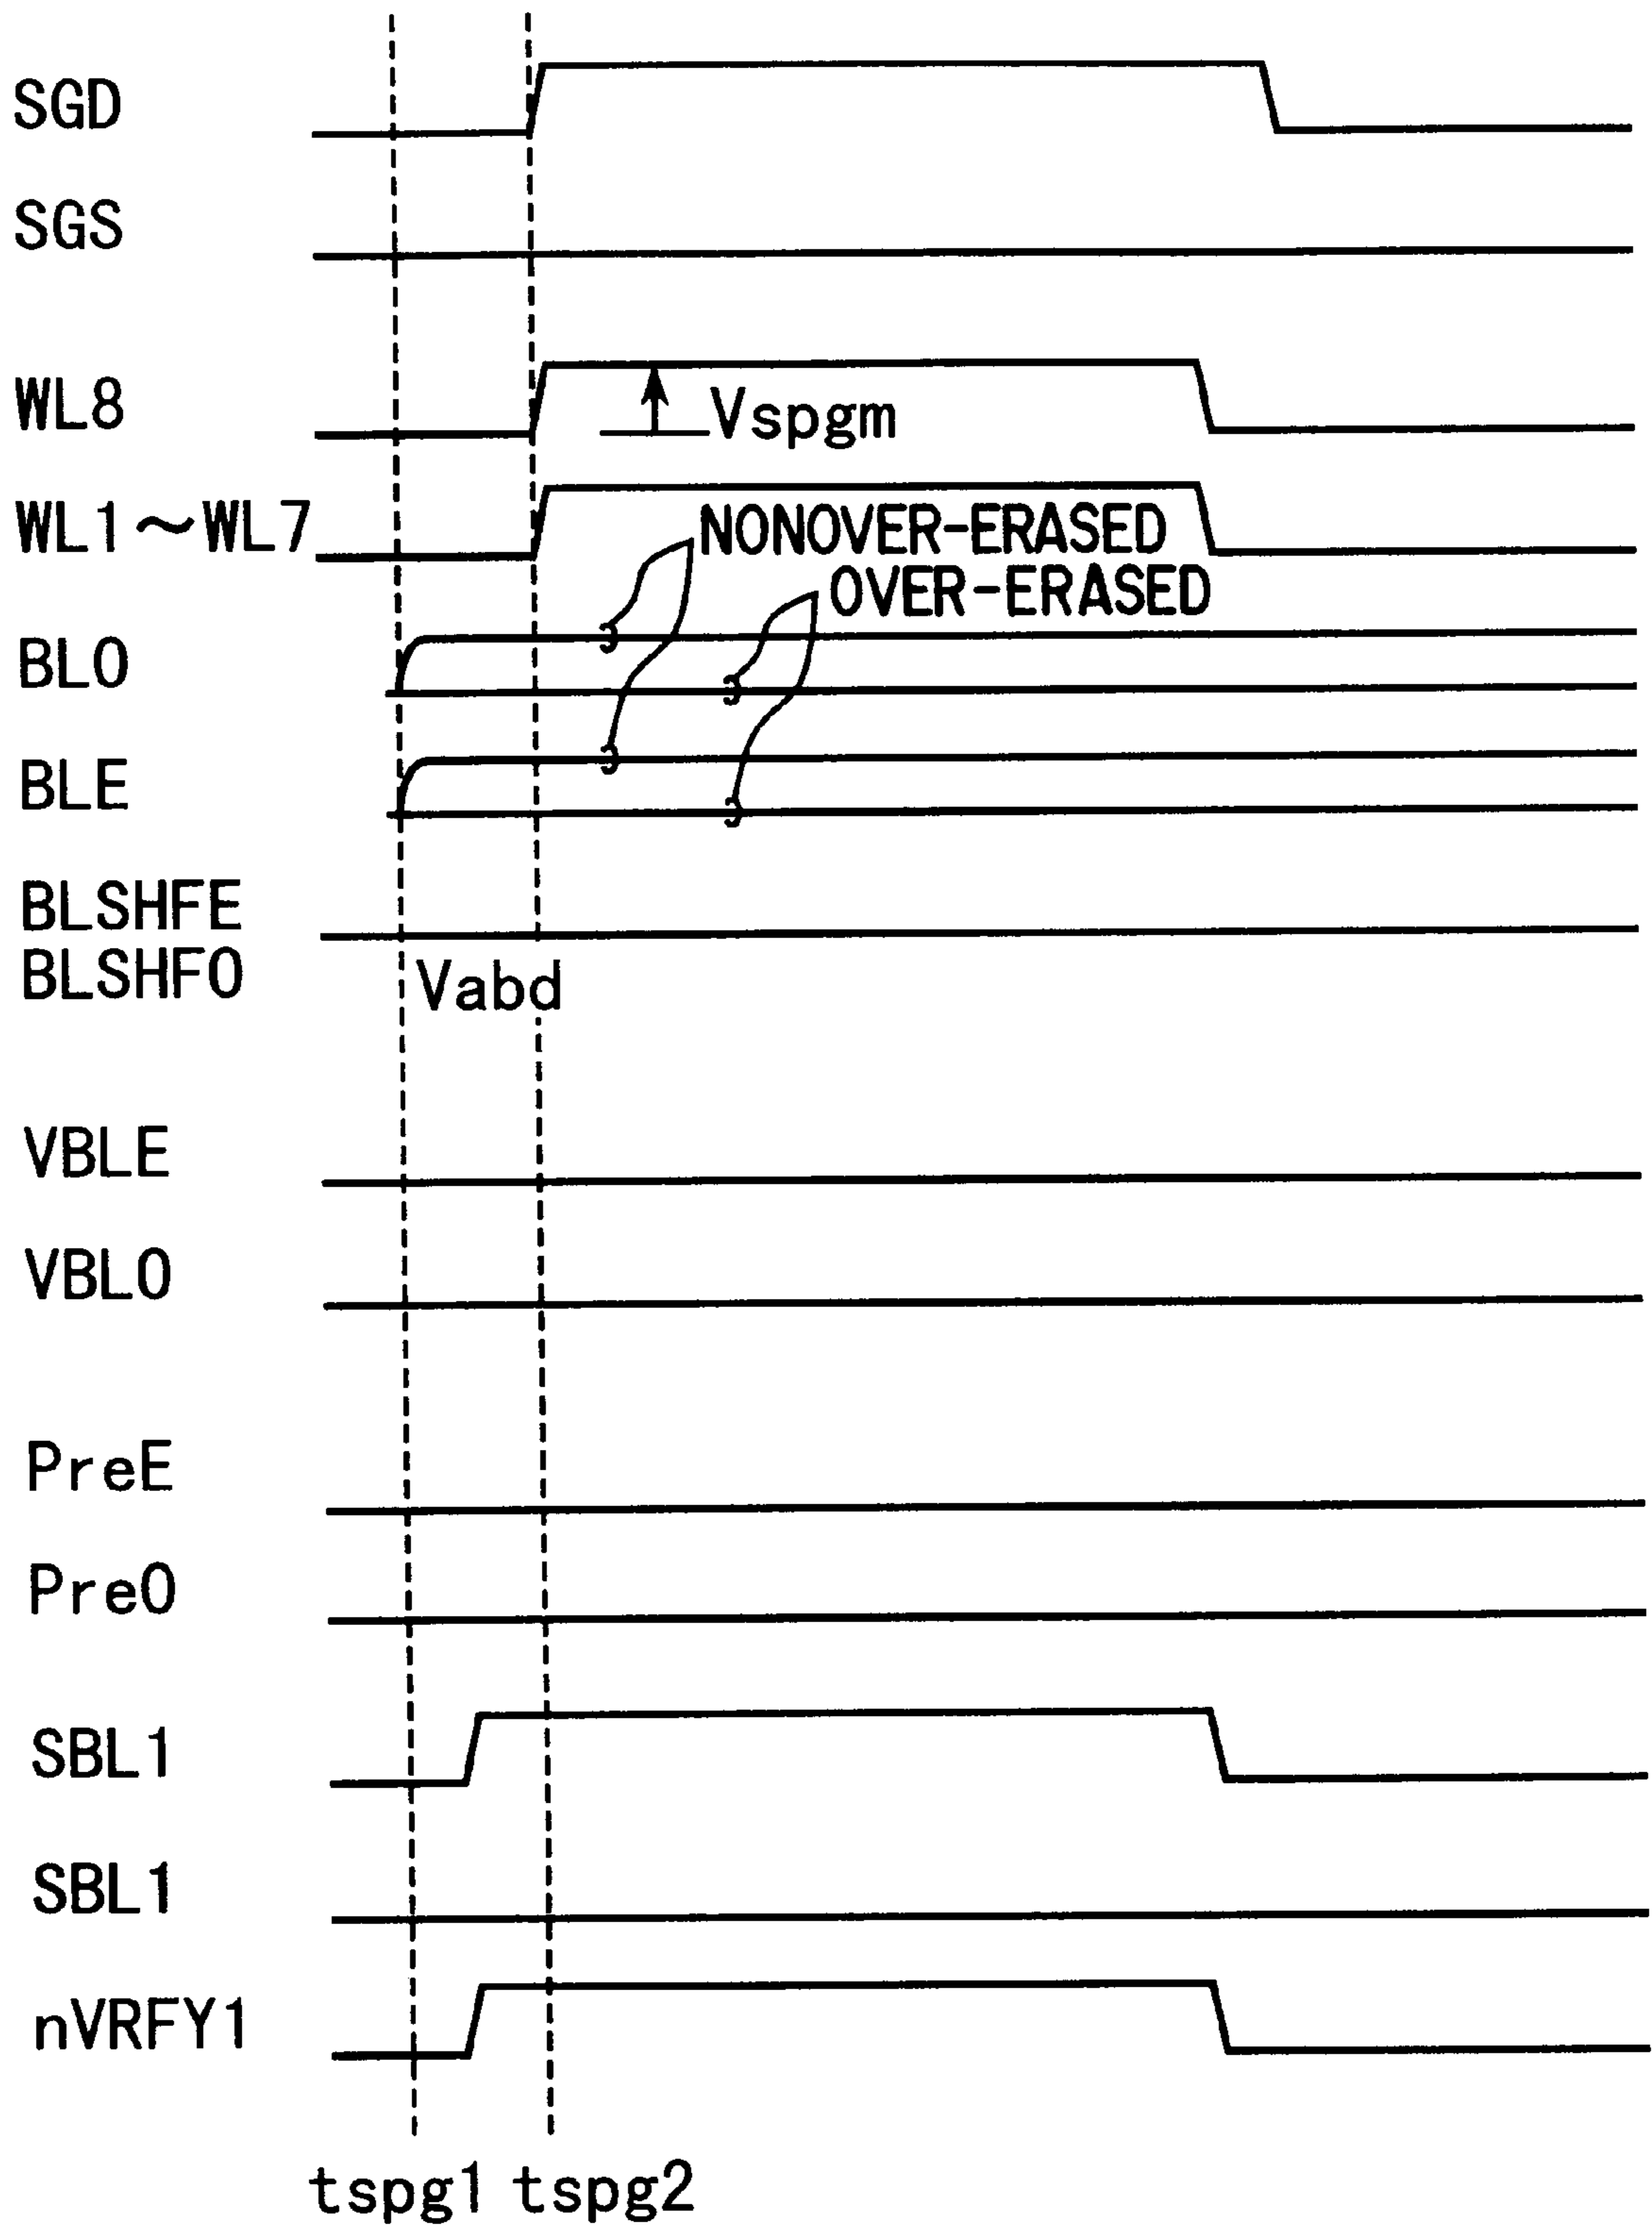 SGD
SGS
WL8
Vspgm
WL1～WL7
NONOVER-ERASED
OVER-ERASED
BLO
BLE
BLSHFE
BLSHFO
Vabd
VBLE
VBLO
PreE
PreO
SBL1
SBL1
nVRFY1
tspg1 tspg2